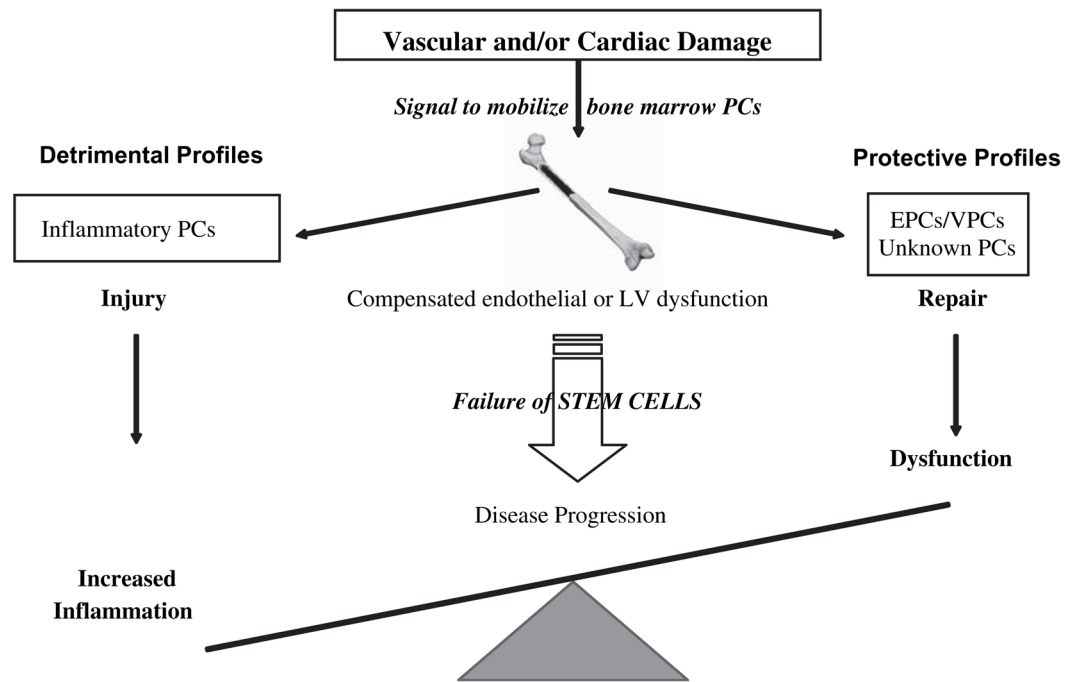 Vascular and/or Cardiac Damage
Signal to mobilize bone marrow PCs
Detrimental Profiles
Protective Profiles
Inflammatory PCs
EPCs/VPCs
Unknown PCs
Injury
Compensated endothelial or LV dysfunction
Repair
Failure of STEM CELLS
Dysfunction
Disease Progression
Increased
Inflammation